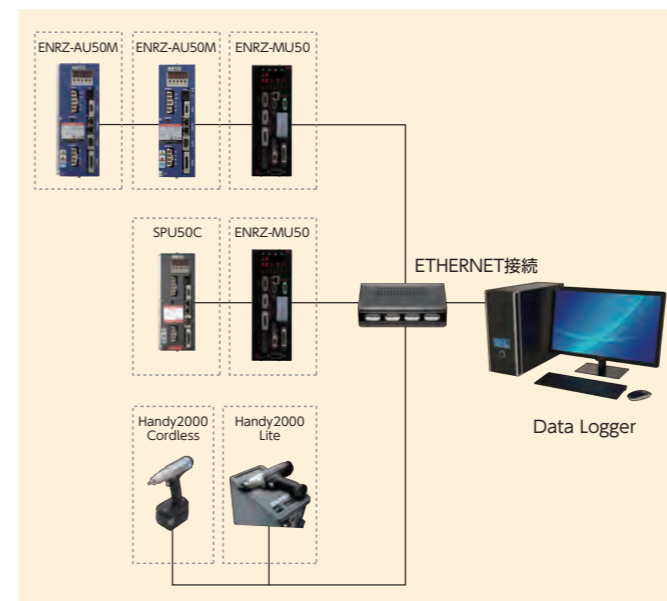 ENRZ-AU50M
ENRZ-AU50M
ENRZ-MU50
SPU50C
ENRZ-MU50
ETHERNET接続
Data Logger
Handy2000
Cordless
Handy2000
Lite